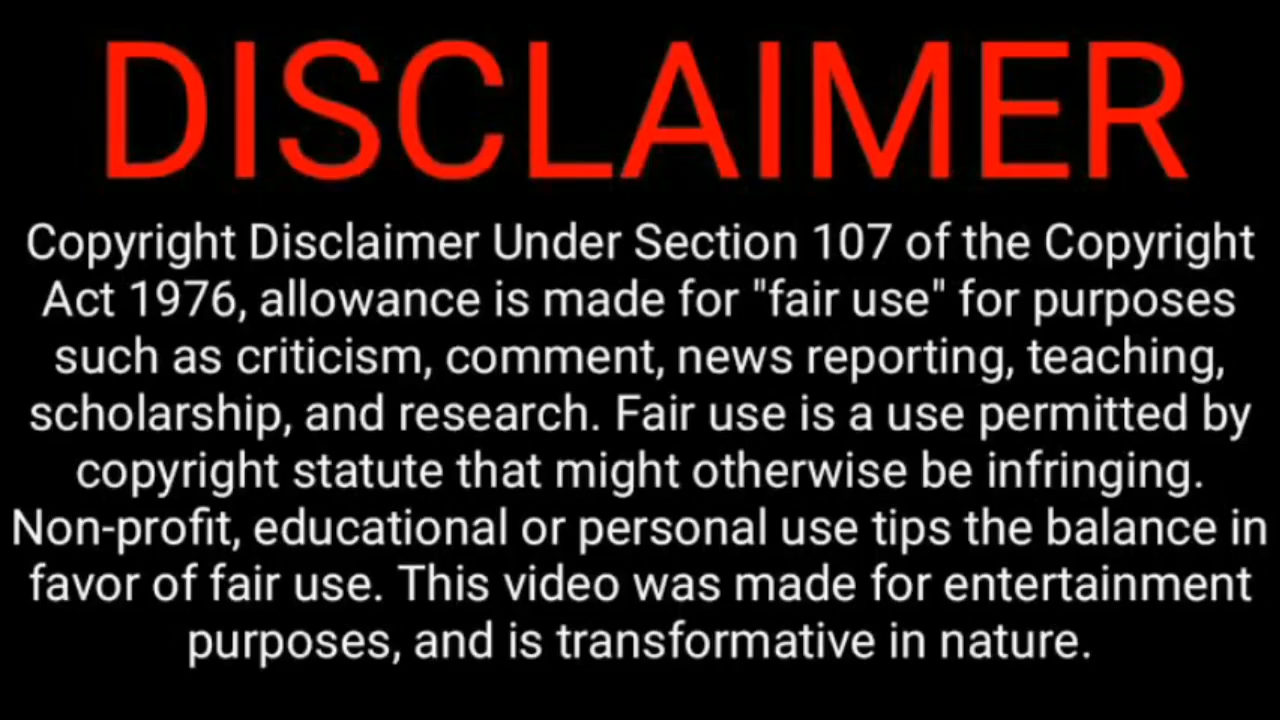 DISCLAIMER
Copyright Disclaimer Under Section 107 of the Copyright
Act 1976, allowance is made for "fair use" for purposes
such as criticism, comment, news reporting, teaching,
scholarship, and research. Fair use is a use permitted by
copyright statute that might otherwise be infringing.
Non-profit, educational or personal use tips the balance in
favor of fair use. This video was made for entertainment
purposes, and is transformative in nature.